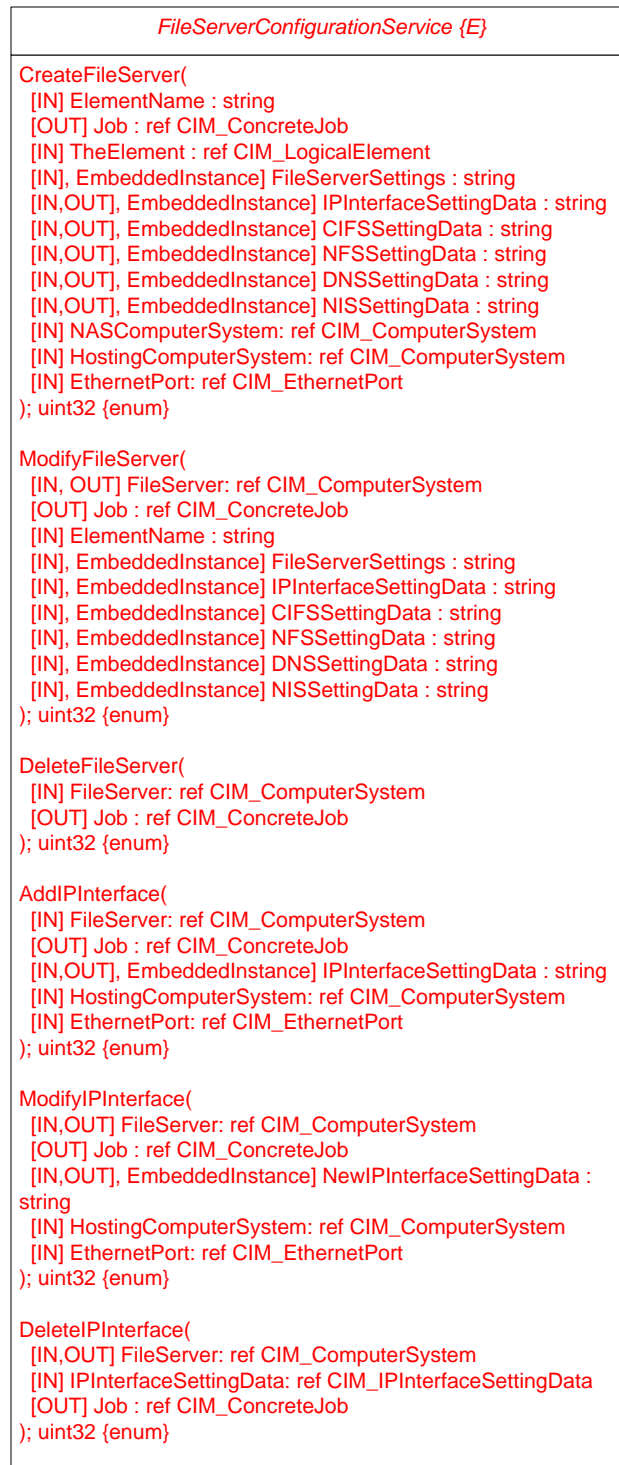 FileServerConfigurationService {E}
CreateFileServer(
[IN] ElementName : string
[OUT] Job : ref CIM_ConcreteJob
[IN] TheElement : ref CIM_LogicalElement
[IN], EmbeddedInstance] FileServerSettings : string
[IN,OUT], EmbeddedInstance] IPInterfaceSettingData : string
[IN,OUT], EmbeddedInstance] CIFSSettingData : string
[IN,OUT], EmbeddedInstance] NFSSettingData : string
[IN,OUT], EmbeddedInstance] DNSSettingData : string
[IN,OUT], EmbeddedInstance] NISSettingData : string
[IN] NASComputerSystem: ref CIM_ComputerSystem
[IN] HostingComputerSystem: ref CIM_ComputerSystem
[IN] EthernetPort: ref CIM_EthernetPort
); uint32 {enum}
ModifyFileServer(
[IN, OUT] FileServer: ref CIM_ComputerSystem
[OUT] Job : ref CIM_ConcreteJob
[IN] ElementName : string
[IN], EmbeddedInstance] FileServerSettings : string
[IN], EmbeddedInstance] IPInterfaceSettingData : string
[IN], EmbeddedInstance] CIFSSettingData : string
[IN], EmbeddedInstance] NFSSettingData : string
[IN], EmbeddedInstance] DNSSettingData : string
[IN], EmbeddedInstance] NISSettingData : string
); uint32 {enum}
DeleteFileServer(
[IN] FileServer: ref CIM_ComputerSystem
[OUT] Job : ref CIM_ConcreteJob
); uint32 {enum}
AddIPInterface(
[IN] FileServer: ref CIM_ComputerSystem
[OUT] Job : ref CIM_ConcreteJob
[IN,OUT], EmbeddedInstance] IPInterfaceSettingData : string
[IN] HostingComputerSystem: ref CIM_ComputerSystem
[IN] EthernetPort: ref CIM_EthernetPort
); uint32 {enum}
ModifyIPInterface(
[IN,OUT] FileServer: ref CIM_ComputerSystem
[OUT] Job : ref CIM_ConcreteJob
[IN,OUT], EmbeddedInstance] NewIPInterfaceSettingData :
string
[IN] HostingComputerSystem: ref CIM_ComputerSystem
[IN] EthernetPort: ref CIM_EthernetPort
); uint32 {enum}
DeleteIPInterface(
[IN,OUT] FileServer: ref CIM_ComputerSystem
[IN] IPInterfaceSettingData: ref CIM_IPInterfaceSettingData
[OUT] Job : ref CIM_ConcreteJob
); uint32 {enum}